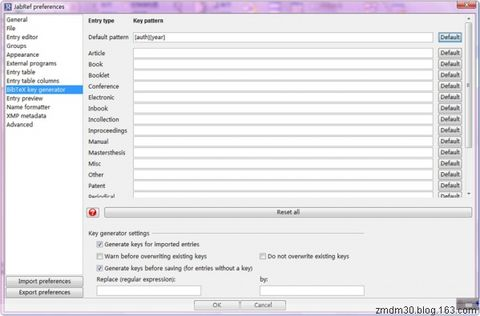 JabRef preferences
General
File
Entry editor
Groups
Appearance
External programs
Entry table
Entry table columns
BibTeX key generator
Entry preview
Name formatter
XMP metadata
Advanced
Import preferences
Export preferences
Entry type Key pattern
Default pattern [auth][year] Default
Article Default
Book Default
Booklet Default
Conference Default
Electronic Default
Inbook Default
Incollection Default
Inproceedings Default
Manual Default
Mastersthesis Default
Misc Default
Other Default
Patent Default
Periodical Default
Reset all
Key generator settings
Generate keys for imported entries
Warn before overwriting existing keys Do not overwrite existing keys
Generate keys before saving (for entries without a key)
Replace (regular expression): by:
OK Cancel
zmdm30.blog.163.com